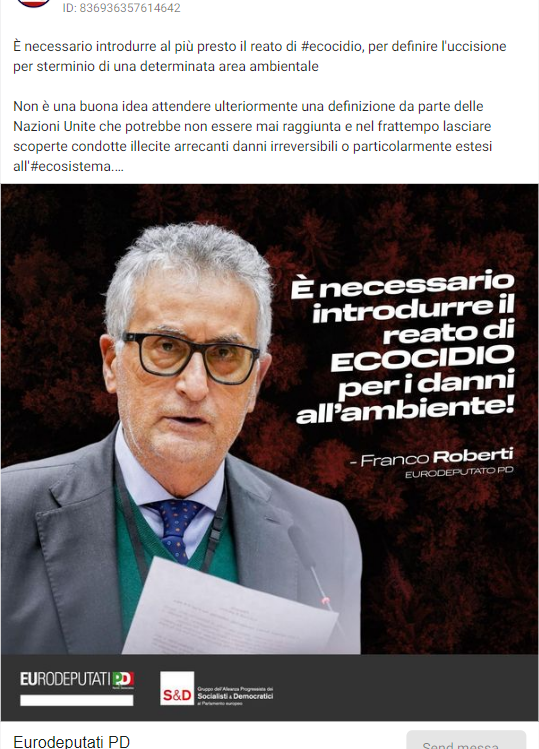 ID: 836936357614642
È necessario introdurre al più presto il reato di #ecocidio, per definire l'uccisione
per sterminio di una determinata area ambientale
Non è una buona idea attendere ulteriormente una definizione da parte delle
Nazioni Unite che potrebbe non essere mai raggiunta e nel frattempo lasciare
scoperte condotte illecite arrecanti danni irreversibili o particolarmente estesi
all'#ecosistema....
È necessario
introdurre il
reato di
ECOCIDIO
per i danni
all'ambiente!
- Franco Roberti
EURODEPUTATO PD
EURODEPUTATI PD
S&D
Gruppo dell'Alleanza Progressista dei
Socialisti & Democratici
al Parlamento europeo
Eurodeputati PD
Send messa...